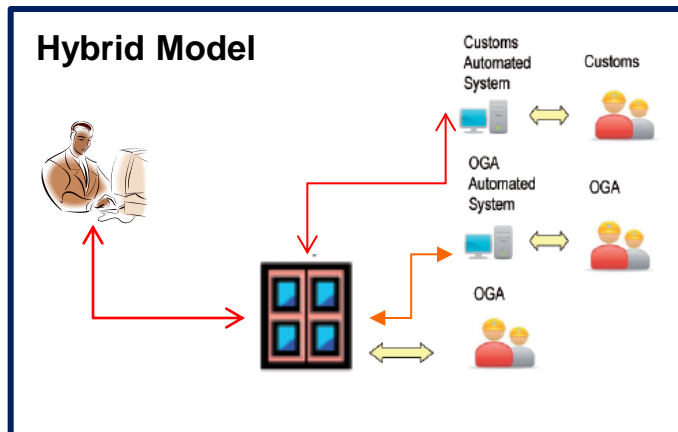 Hybrid Model
Customs
Automated
System
Customs
OGA
Automated
System
OGA
OGA